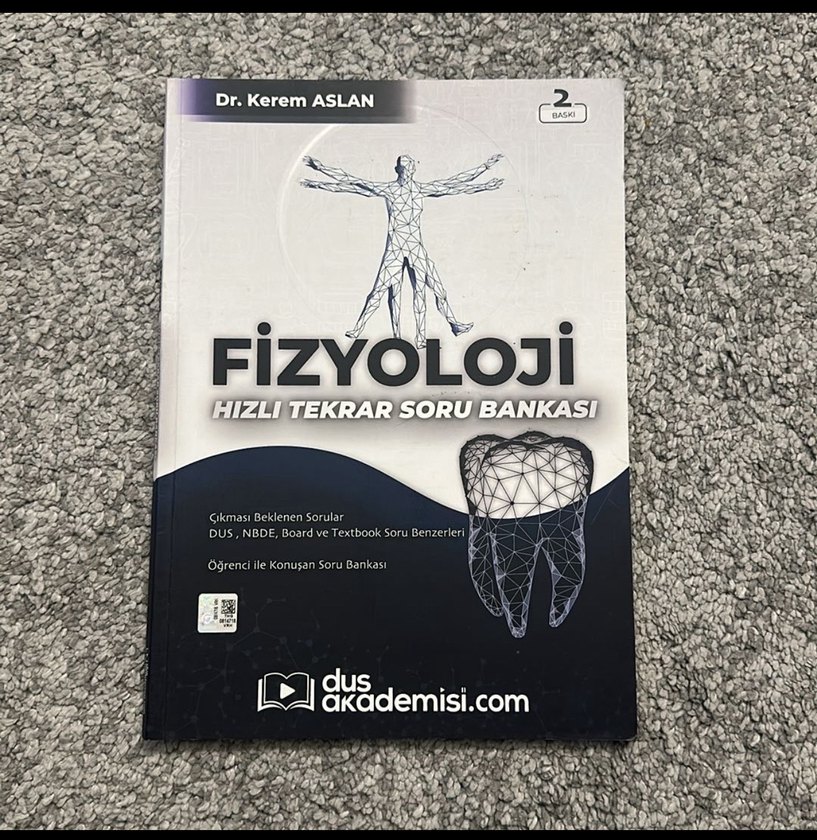 Dr. Kerem ASLAN
2.
BASKI
FİZYOLOJİ
HIZLI TEKRAR SORU BANKASI
Çıkması Beklenen Sorular
DUS , NBDE, Board ve Textbook Soru Benzerleri
Öğrenci ile Konuşan Soru Bankası
dus
akademisi.com